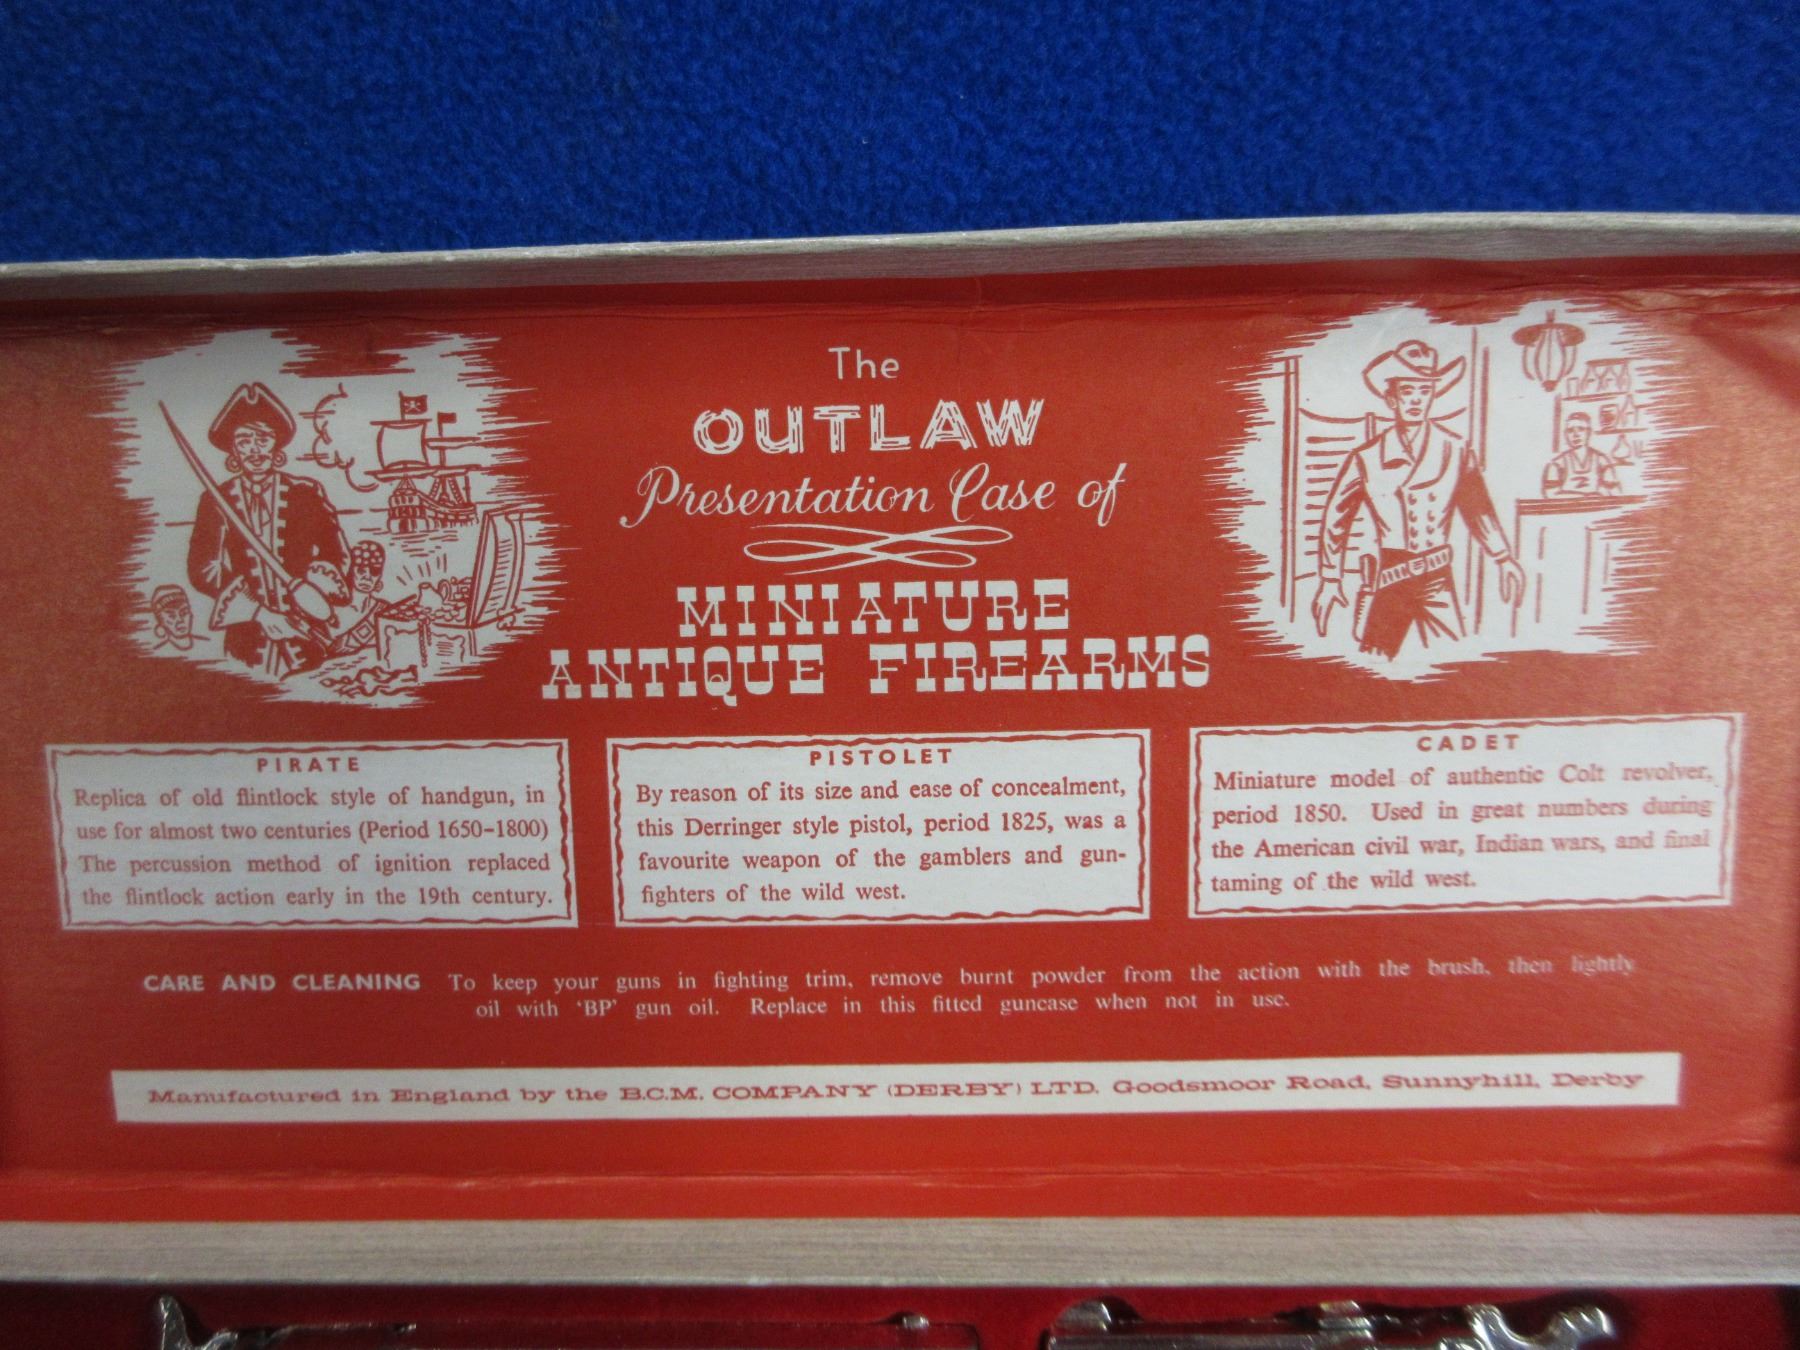 The
OUTLAW
Presentation Case of
MINIATURE
ANTIQUE FIREARMS
PIRATE
Replica of old flintlock style of handgun, in
use for almost two centuries (Period 1650-1800)
The percussion method of ignition replaced
the flintlock action early in the 19th century.
PISTOLET
By reason of its size and ease of concealment,
this Derringer style pistol, period 1825, was a
favourite weapon of the gamblers and gun-
fighters of the wild west.
CADET
Miniature model of authentic Colt revolver,
period 1850. Used in great numbers during
the American civil war, Indian wars, and final
taming of the wild west.
CARE AND CLEANING To keep your guns in fighting trim, remove burnt powder from the action with the brush, then lightly
oil with 'BP' gun oil. Replace in this fitted guncase when not in use.
Manufactured in England by the B.C.M. COMPANY (DERBY) LTD. Goodsmoor Road, Sunnyhill, Derby